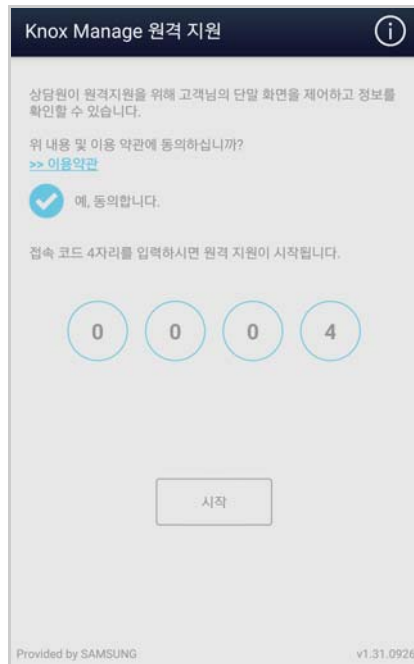 Knox Manage 원격 지원
상담원이 원격지원을 위해 고객님의 단말 화면을 제어하고 정보를
확인할 수 있습니다.
위 내용 및 이용 약관에 동의하십니까?
>> 이용약관
예, 동의합니다.
접속 코드 4자리를 입력하시면 원격 지원이 시작됩니다.
0 0 0 4
시작
Provided by SAMSUNG v1.31.0926